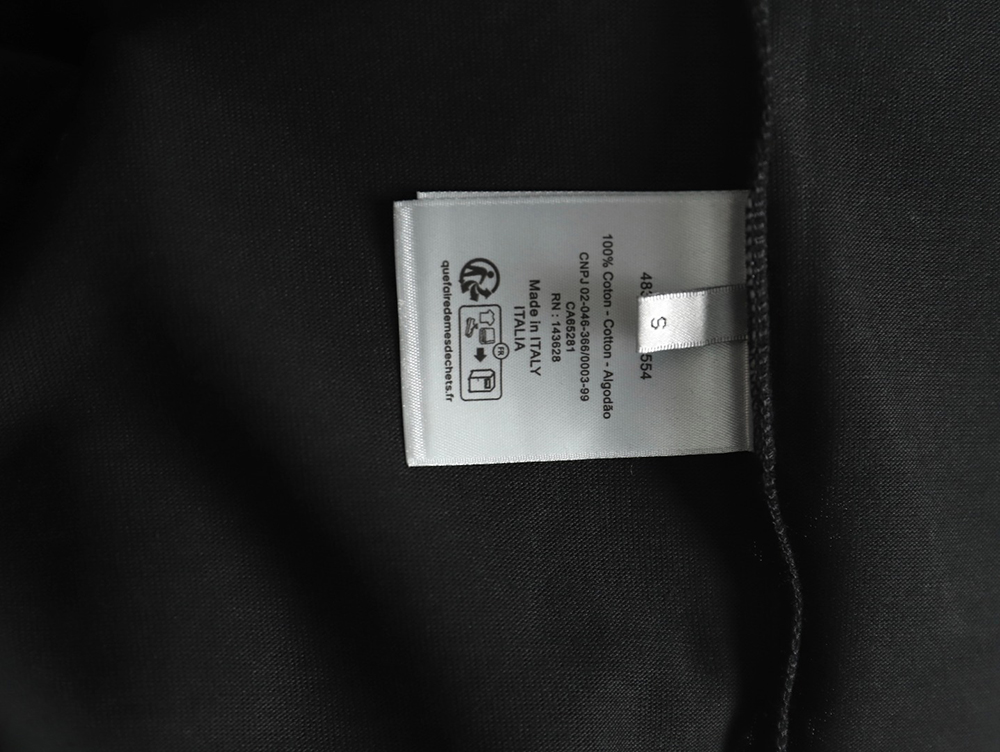 S
554
100% Coton - Cotton - Algodão
CNPJ 02-046-366/0003-99
CA65281
RN : 143628
Made in ITALY
ITALIA
FR
quefairedemesdechets.fr